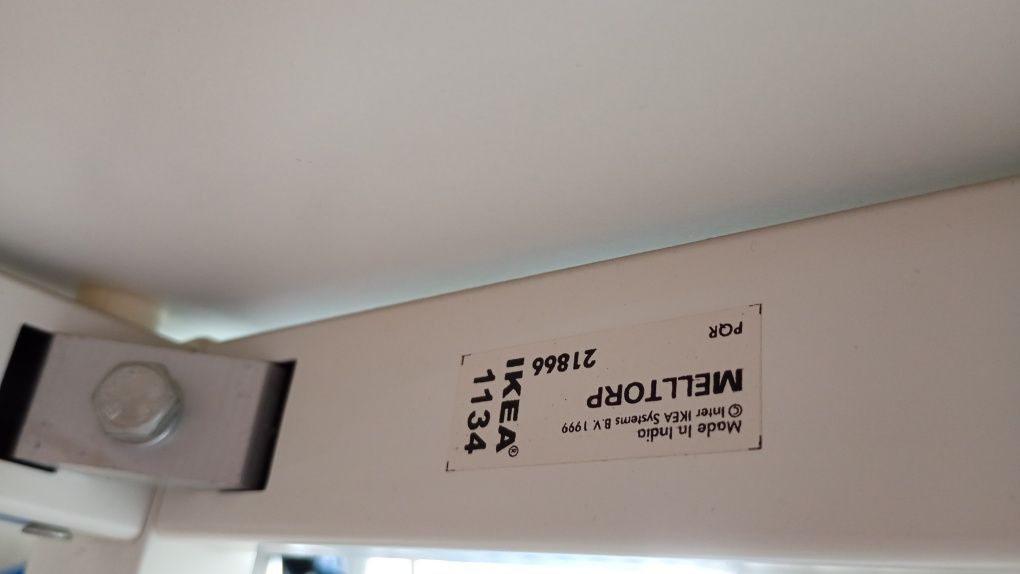 Made In India
© Inter IKEA Systems B.V. 1999
MELLTORP
21866
PQR
IKEA®
1134